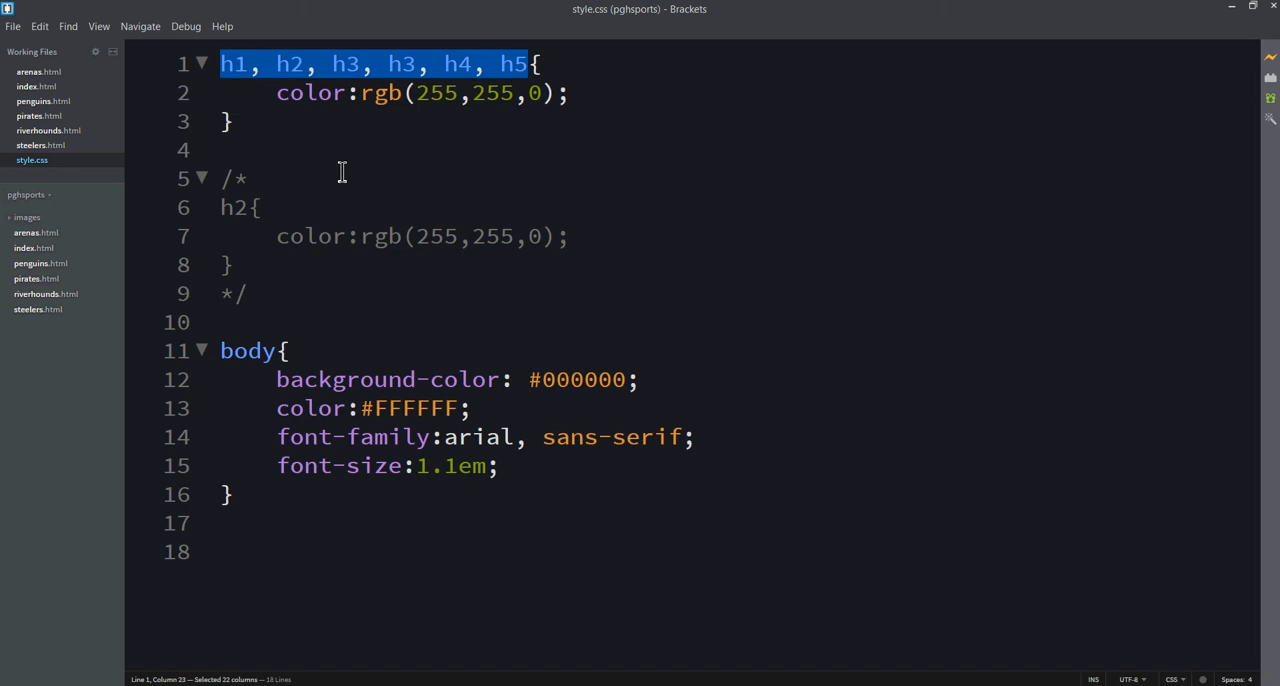 style.css (pghsports) - Brackets
File Edit Find View Navigate Debug Help
Working Files
arenas.html
index.html
penguins.html
pirates.html
riverhounds.html
steelers.html
style.css
pghsports
images
arenas.html
index.html
penguins.html
pirates.html
riverhounds.html
steelers.html
1 h1, h2, h3, h3, h4, h5{
2 color:rgb(255,255,0);
3 }
4
5 /*
6 h2{
7 color:rgb(255,255,0);
8 }
9 */
10
11 body{
12 background-color: #000000;
13 color:#FFFFFF;
14 font-family:arial, sans-serif;
15 font-size:1.1em;
16 }
17
18
Line 1, Column 23 — Selected 22 columns — 18 Lines INS UTF-8 CSS Spaces: 4